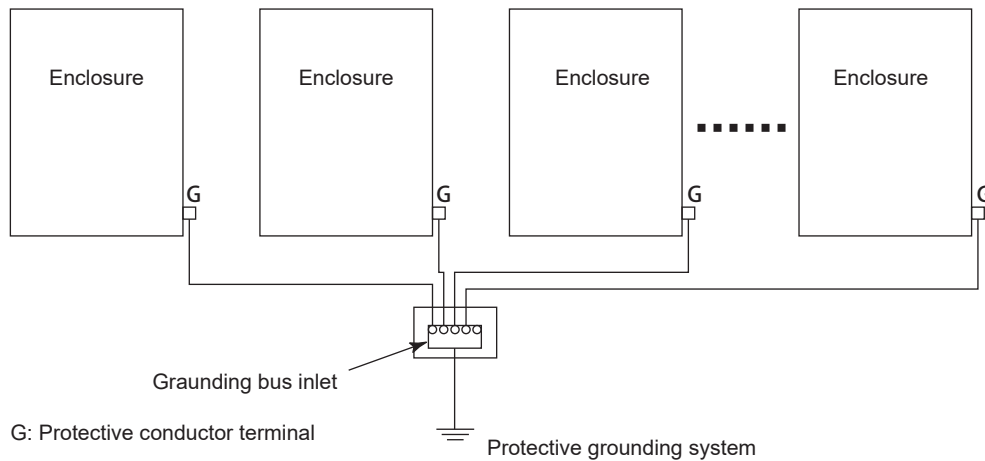 Enclosure
Enclosure
Enclosure
Enclosure
G
G
G
G
Graunding bus inlet
G: Protective conductor terminal
Protective grounding system